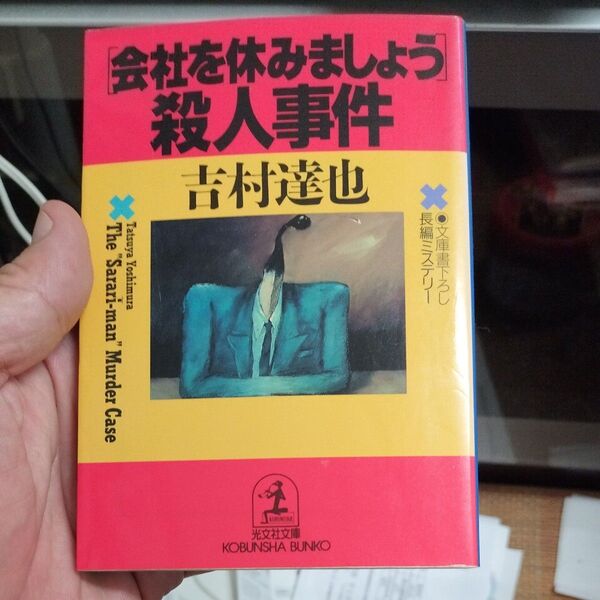 [会社を休みましょう]
殺人事件
吉村達也
●文庫書下ろし
長編ミステリー
Tatsuya Yoshimura
The "Sarari-man" Murder Case
光文社文庫
KOBUNSHA BUNKO